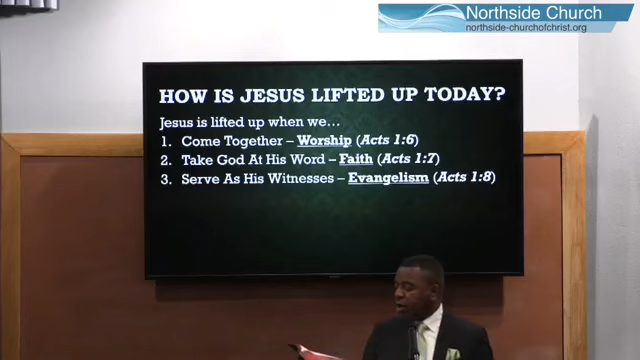 Northside Church
northside-churchofchrist.org
HOW IS JESUS LIFTED UP TODAY?
Jesus is lifted up when we...
1. Come Together – Worship (Acts 1:6)
2. Take God At His Word – Faith (Acts 1:7)
3. Serve As His Witnesses – Evangelism (Acts 1:8)